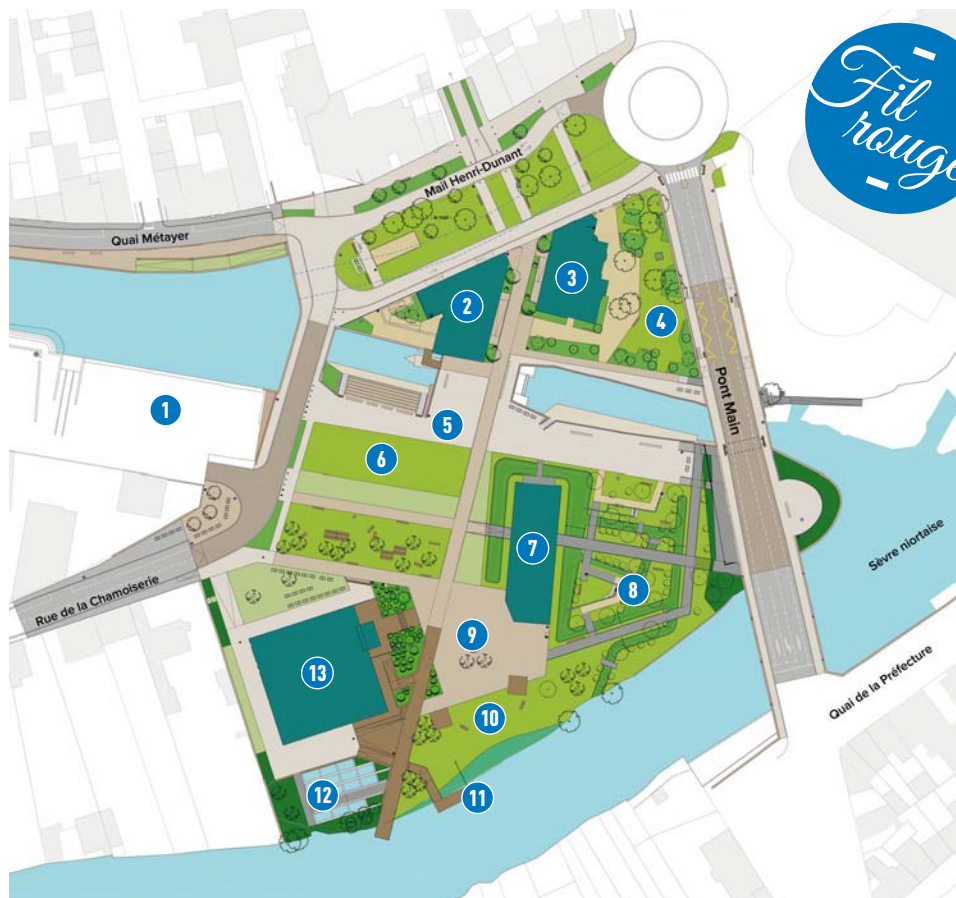 Fil
rouge
Mail Henri-Dunant
Quai Métayer
3
2
4
1
Pont Main
5
6
7
Sèvre niortaise
8
Rue de la Chamoiserie
9
13
Quai de la Préfecture
10
12
11